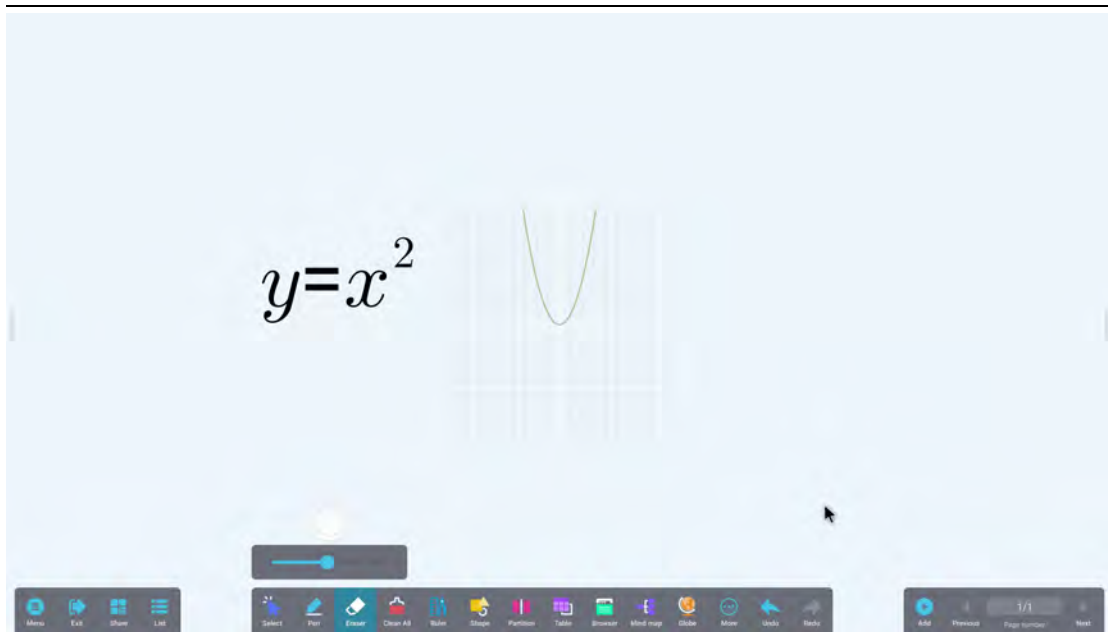 y=x²
Menu Exit Share List
Select Pen Eraser Clean All Ruler Shape Partition Table Browser Mind map Globe More Undo Redo
Add Previous 1/1 Page number Next